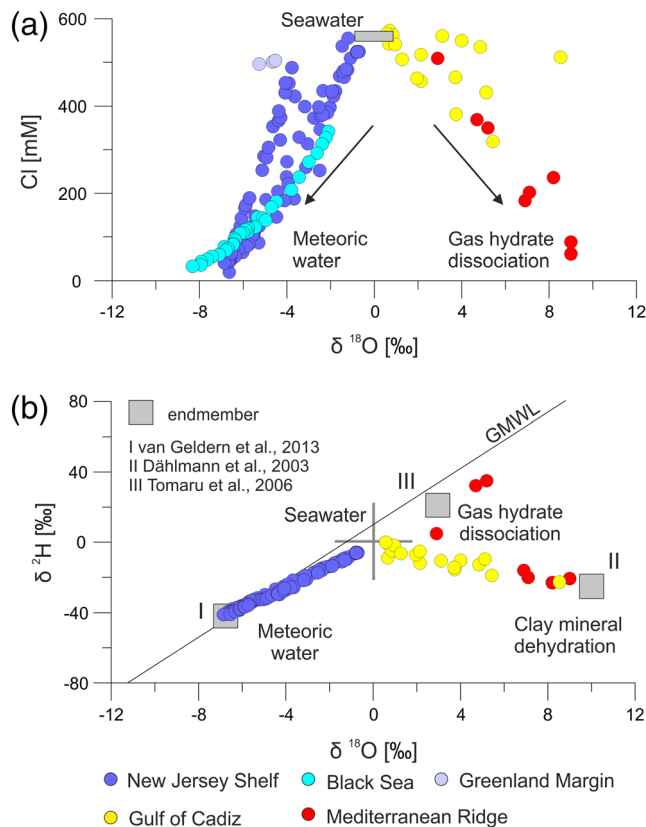 (a)
Seawater
600
400
200
0
Cl [mM]
Meteoric
water
Gas hydrate
dissociation
-12 -8 -4 0 4 8 12
δ ¹⁸O [‰]
(b)
80
40
0
-40
-80
δ ²H [‰]
endmember
I van Geldern et al., 2013
II Dählmann et al., 2003
III Tomaru et al., 2006
GMWL
III
Seawater
Gas hydrate
dissociation
II
I
Meteoric
water
Clay mineral
dehydration
-12 -8 -4 0 4 8 12
δ ¹⁸O [‰]
New Jersey Shelf Black Sea Greenland Margin
Gulf of Cadiz Mediterranean Ridge